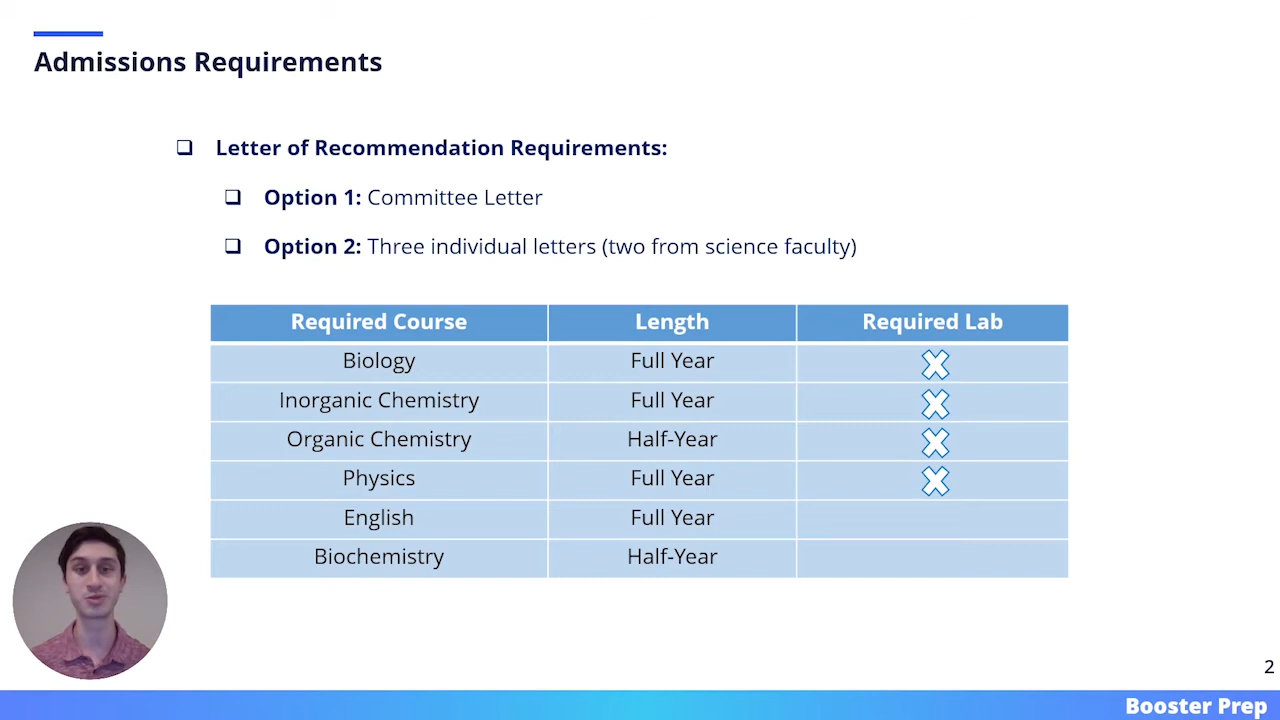 Admissions Requirements
Letter of Recommendation Requirements:
Option 1: Committee Letter
Option 2: Three individual letters (two from science faculty)
Required Course Length Required Lab
Biology Full Year
Inorganic Chemistry Full Year
Organic Chemistry Half-Year
Physics Full Year
English Full Year
Biochemistry Half-Year
2
Booster Prep